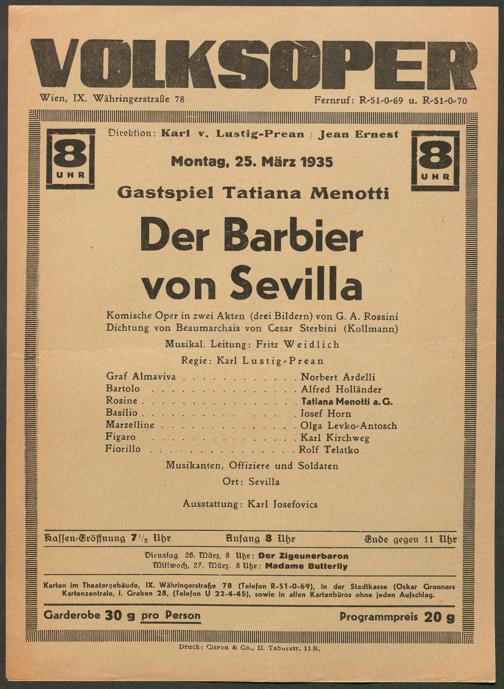 VOLKSOPER
Wien, IX. Währingerstraße 78 Fernruf: R-51-0-69 u. R-51-0-70
Direktion: Karl v. Lustig-Prean / Jean Ernest
8 UHR
8 UHR
Montag, 25. März 1935
Gastspiel Tatiana Menotti
Der Barbier
von Sevilla
Komische Oper in zwei Akten (drei Bildern) von G. A. Rossini
Dichtung von Beaumarchais von Cesar Sterbini (Kollmann)
Musikal. Leitung: Fritz Weidlich
Regie: Karl Lustig-Prean
Graf Almaviva . . . . . . . . . . . Norbert Ardelli
Bartolo . . . . . . . . . . . . . . Alfred Holländer
Rosine . . . . . . . . . . . . . . Tatiana Menotti a. G.
Basilio . . . . . . . . . . . . . . Josef Horn
Marzelline . . . . . . . . . . . . Olga Levko-Antosch
Figaro . . . . . . . . . . . . . . Karl Kirchweg
Fiorillo . . . . . . . . . . . . . Rolf Telatko
Musikanten, Offiziere und Soldaten
Ort: Sevilla
Ausstattung: Karl Josefovics
Kassen-Eröffnung 7 1/2 Uhr Anfang 8 Uhr Ende gegen 11 Uhr
Dienstag 26. März, 8 Uhr: Der Zigeunerbaron
Mittwoch, 27. März. 8 Uhr: Madame Butterfly
Karten im Theatergebäude, IX. Währingerstraße 78 (Telefon R-51-0-69), in der Stadtkasse (Oskar Gronners
Kartenzentrale, I. Graben 28, (Telefon U 22-4-45), sowie in allen Kartenbüros ohne jeden Aufschlag.
Garderobe 30 g pro Person Programmpreis 20 g
Druck: Citron & Co., II. Taborstr. 11 B.